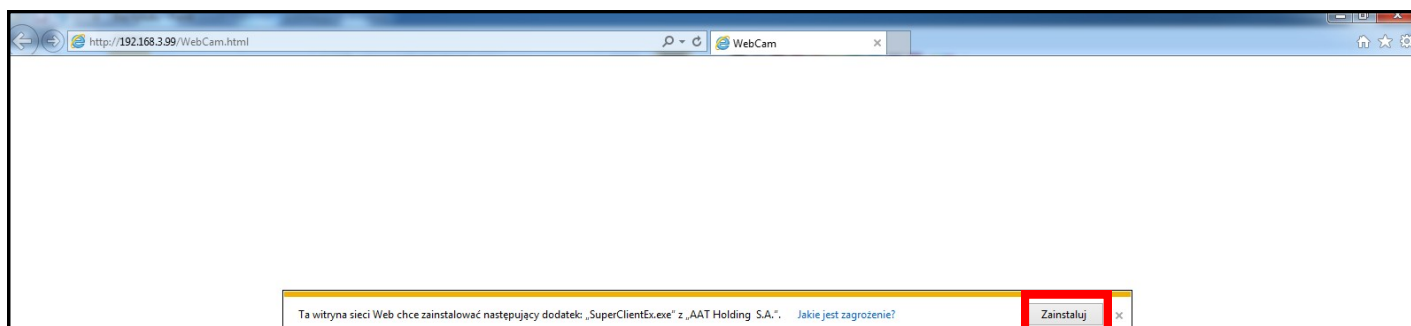 http://192.168.3.99/WebCam.html
WebCam
Ta witryna sieci Web chce zainstalować następujący dodatek: „SuperClientEx.exe” z „AAT Holding S.A.”. Jakie jest zagrożenie? Zainstaluj